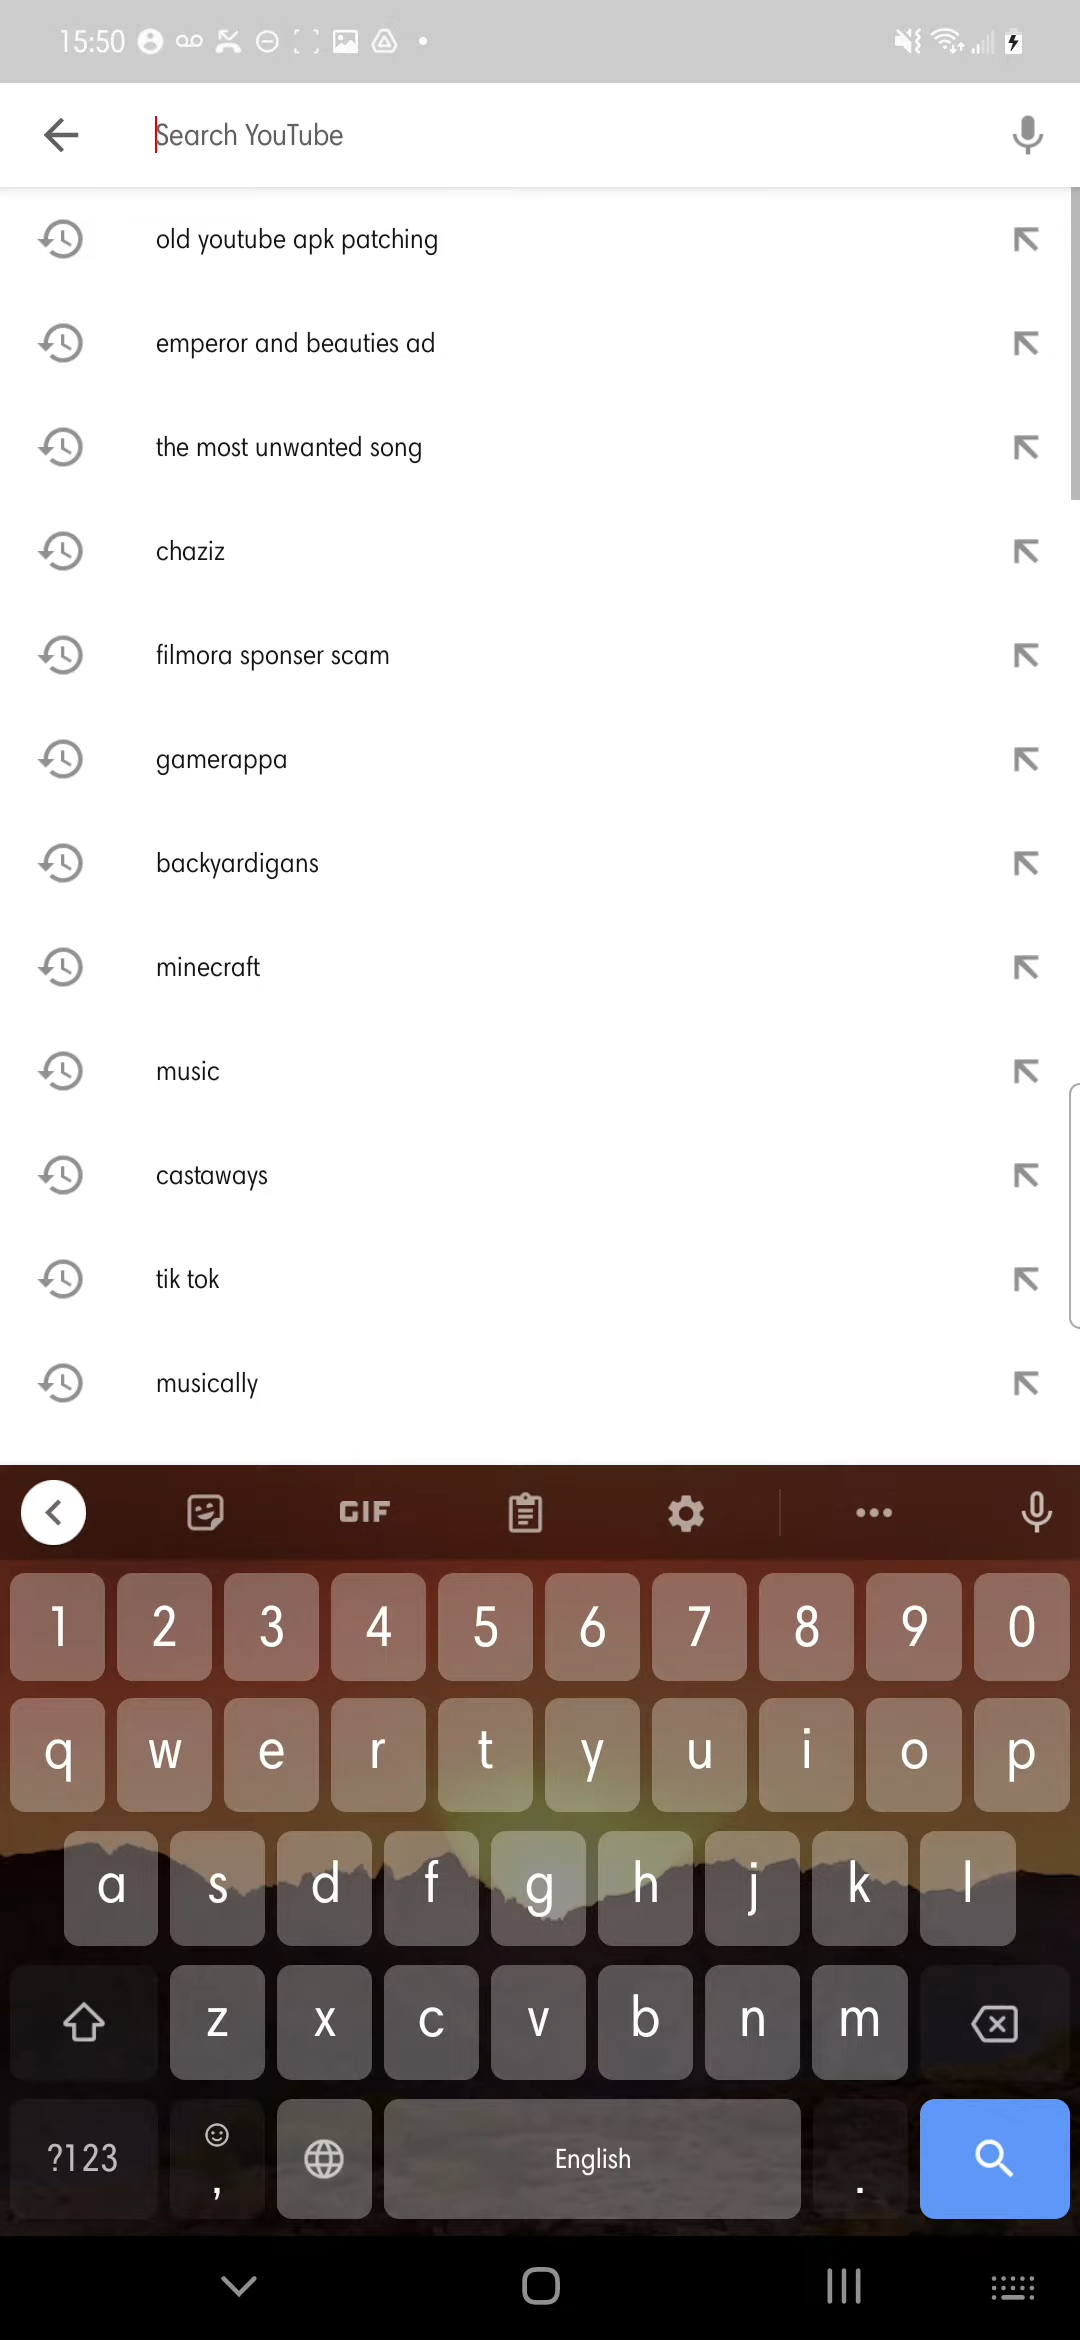 15:50
Search YouTube
old youtube apk patching
emperor and beauties ad
the most unwanted song
chaziz
filmora sponser scam
gamerappa
backyardigans
minecraft
music
castaways
tik tok
musically
GIF
1 2 3 4 5 6 7 8 9 0
q w e r t y u i o p
a s d f g h j k l
z x c v b n m
?123 , English .